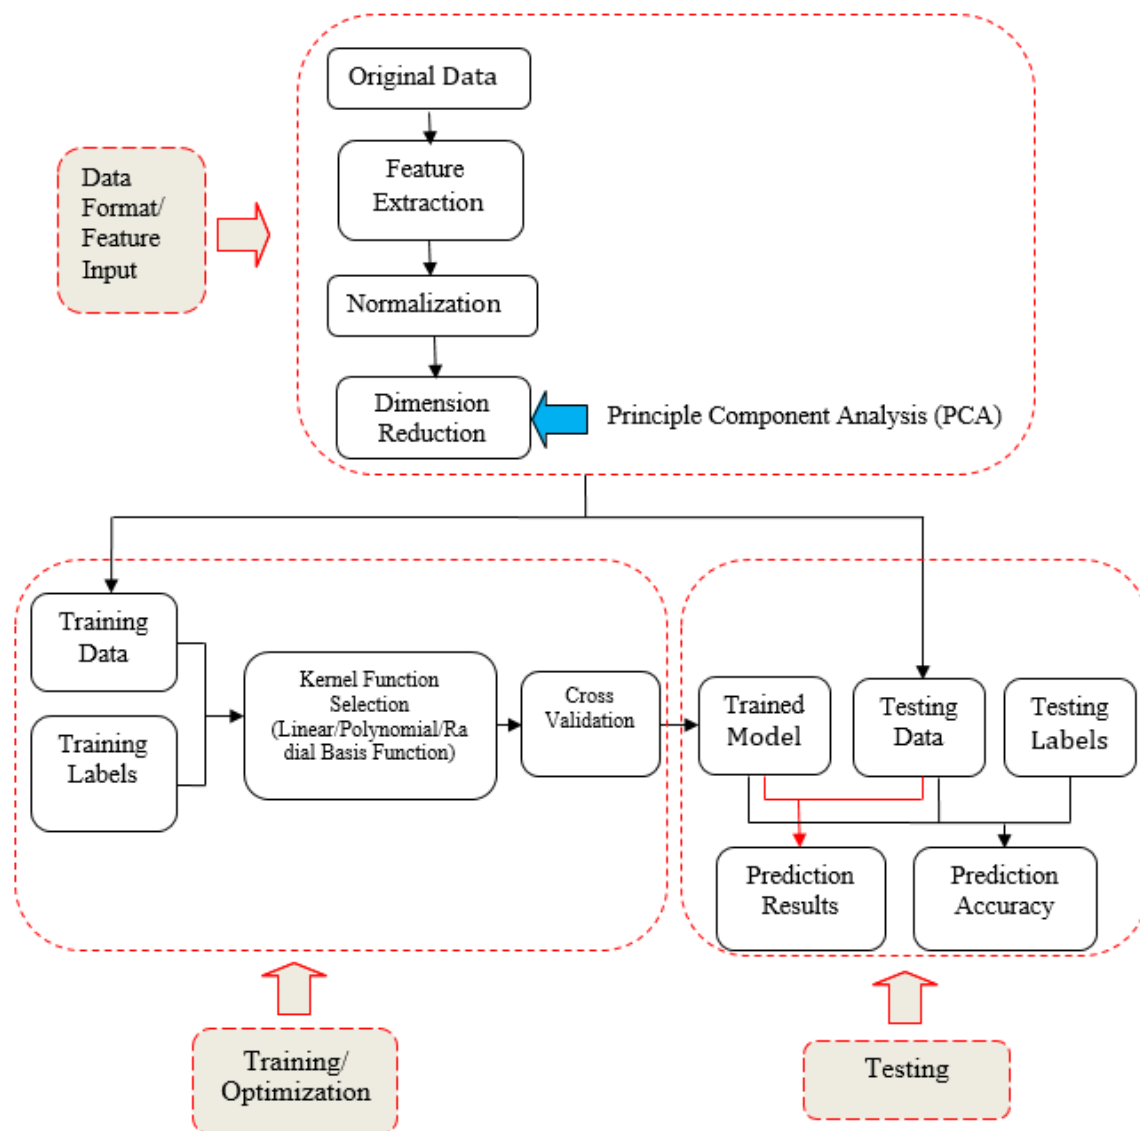 Original Data
Feature
Extraction
Data
Format/
Feature
Input
Normalization
Dimension
Reduction
Principle Component Analysis (PCA)
Training
Data
Training
Labels
Kernel Function
Selection
(Linear/Polynomial/Ra
dial Basis Function)
Cross
Validation
Trained
Model
Testing
Data
Testing
Labels
Prediction
Results
Prediction
Accuracy
Training/
Optimization
Testing